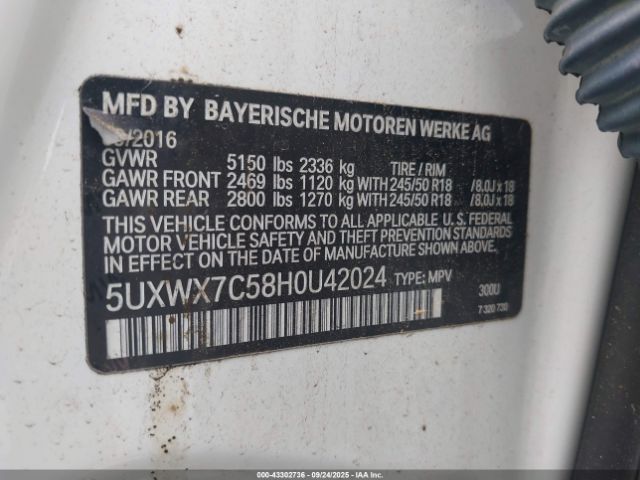 MFD BY BAYERISCHE MOTOREN WERKE AG
/2016
GVWR 5150 lbs 2336 kg TIRE / RIM
GAWR FRONT 2469 lbs 1120 kg WITH 245/50 R18 /8.0J x 18
GAWR REAR 2800 lbs 1270 kg WITH 245/50 R18 /8.0J x 18
THIS VEHICLE CONFORMS TO ALL APPLICABLE U. S. FEDERAL
MOTOR VEHICLE SAFETY AND THEFT PREVENTION STANDARDS
IN EFFECT ON THE DATE OF MANUFACTURE SHOWN ABOVE.
5UXWX7C58H0U42024 TYPE: MPV 300U
7 320 730
000-43302736 - 09/24/2025 - IAAI.COM